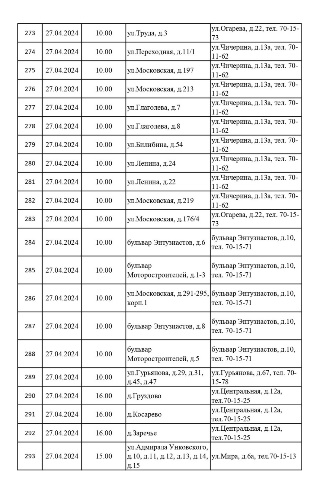 273 27.04.2024 10.00 ул.Труда, д.3 ул.Огарева, д.22, тел. 70-15-
73
274 27.04.2024 10.00 ул.Переходная, д.11/1 ул.Чичерина, д.13а, тел. 70-
11-62
275 27.04.2024 10.00 ул.Московская, д.197 ул.Чичерина, д.13а, тел. 70-
11-62
276 27.04.2024 10.00 ул.Московская, д.213 ул.Чичерина, д.13а, тел. 70-
11-62
277 27.04.2024 10.00 ул.Глаголева, д.7 ул.Чичерина, д.13а, тел. 70-
11-62
278 27.04.2024 10.00 ул.Глаголева, д.8 ул.Чичерина, д.13а, тел. 70-
11-62
279 27.04.2024 10.00 ул.Билибина, д.54 ул.Чичерина, д.13а, тел. 70-
11-62
280 27.04.2024 10.00 ул.Ленина, д.24 ул.Чичерина, д.13а, тел. 70-
11-62
281 27.04.2024 10.00 ул.Ленина, д.22 ул.Чичерина, д.13а, тел. 70-
11-62
282 27.04.2024 10.00 ул.Московская, д.219 ул.Чичерина, д.13а, тел. 70-
11-62
283 27.04.2024 10.00 ул.Московская, д.176/4 ул.Огарева, д.22, тел. 70-15-
73
284 27.04.2024 10.00 бульвар Энтузиастов, д.6 бульвар Энтузиастов, д.10,
тел. 70-15-71
285 27.04.2024 10.00 бульвар
Моторостроителей, д.1-3 бульвар Энтузиастов, д.10,
тел. 70-15-71
286 27.04.2024 10.00 ул.Московская, д.291-295,
корп.1 бульвар Энтузиастов, д.10,
тел. 70-15-71
287 27.04.2024 10.00 бульвар Энтузиастов, д.8 бульвар Энтузиастов, д.10,
тел. 70-15-71
288 27.04.2024 10.00 бульвар
Моторостроителей, д.5 бульвар Энтузиастов, д.10,
тел. 70-15-71
289 27.04.2024 10.00 ул.Гурьянова, д.29, д.31,
д.45, д.47 ул.Гурьянова, д.67, тел. 70-
15-78
290 27.04.2024 16.00 д.Груздово ул.Центральная, д.12а,
тел.70-15-25
291 27.04.2024 16.00 д.Косарево ул.Центральная, д.12а,
тел.70-15-25
292 27.04.2024 16.00 д.Заречье ул.Центральная, д.12а,
тел.70-15-25
293 27.04.2024 15.00 ул.Адмирала Унковского,
д.10, д.11, д.12, д.13, д.14,
д.15 ул.Мира, д.6а, тел.70-15-13